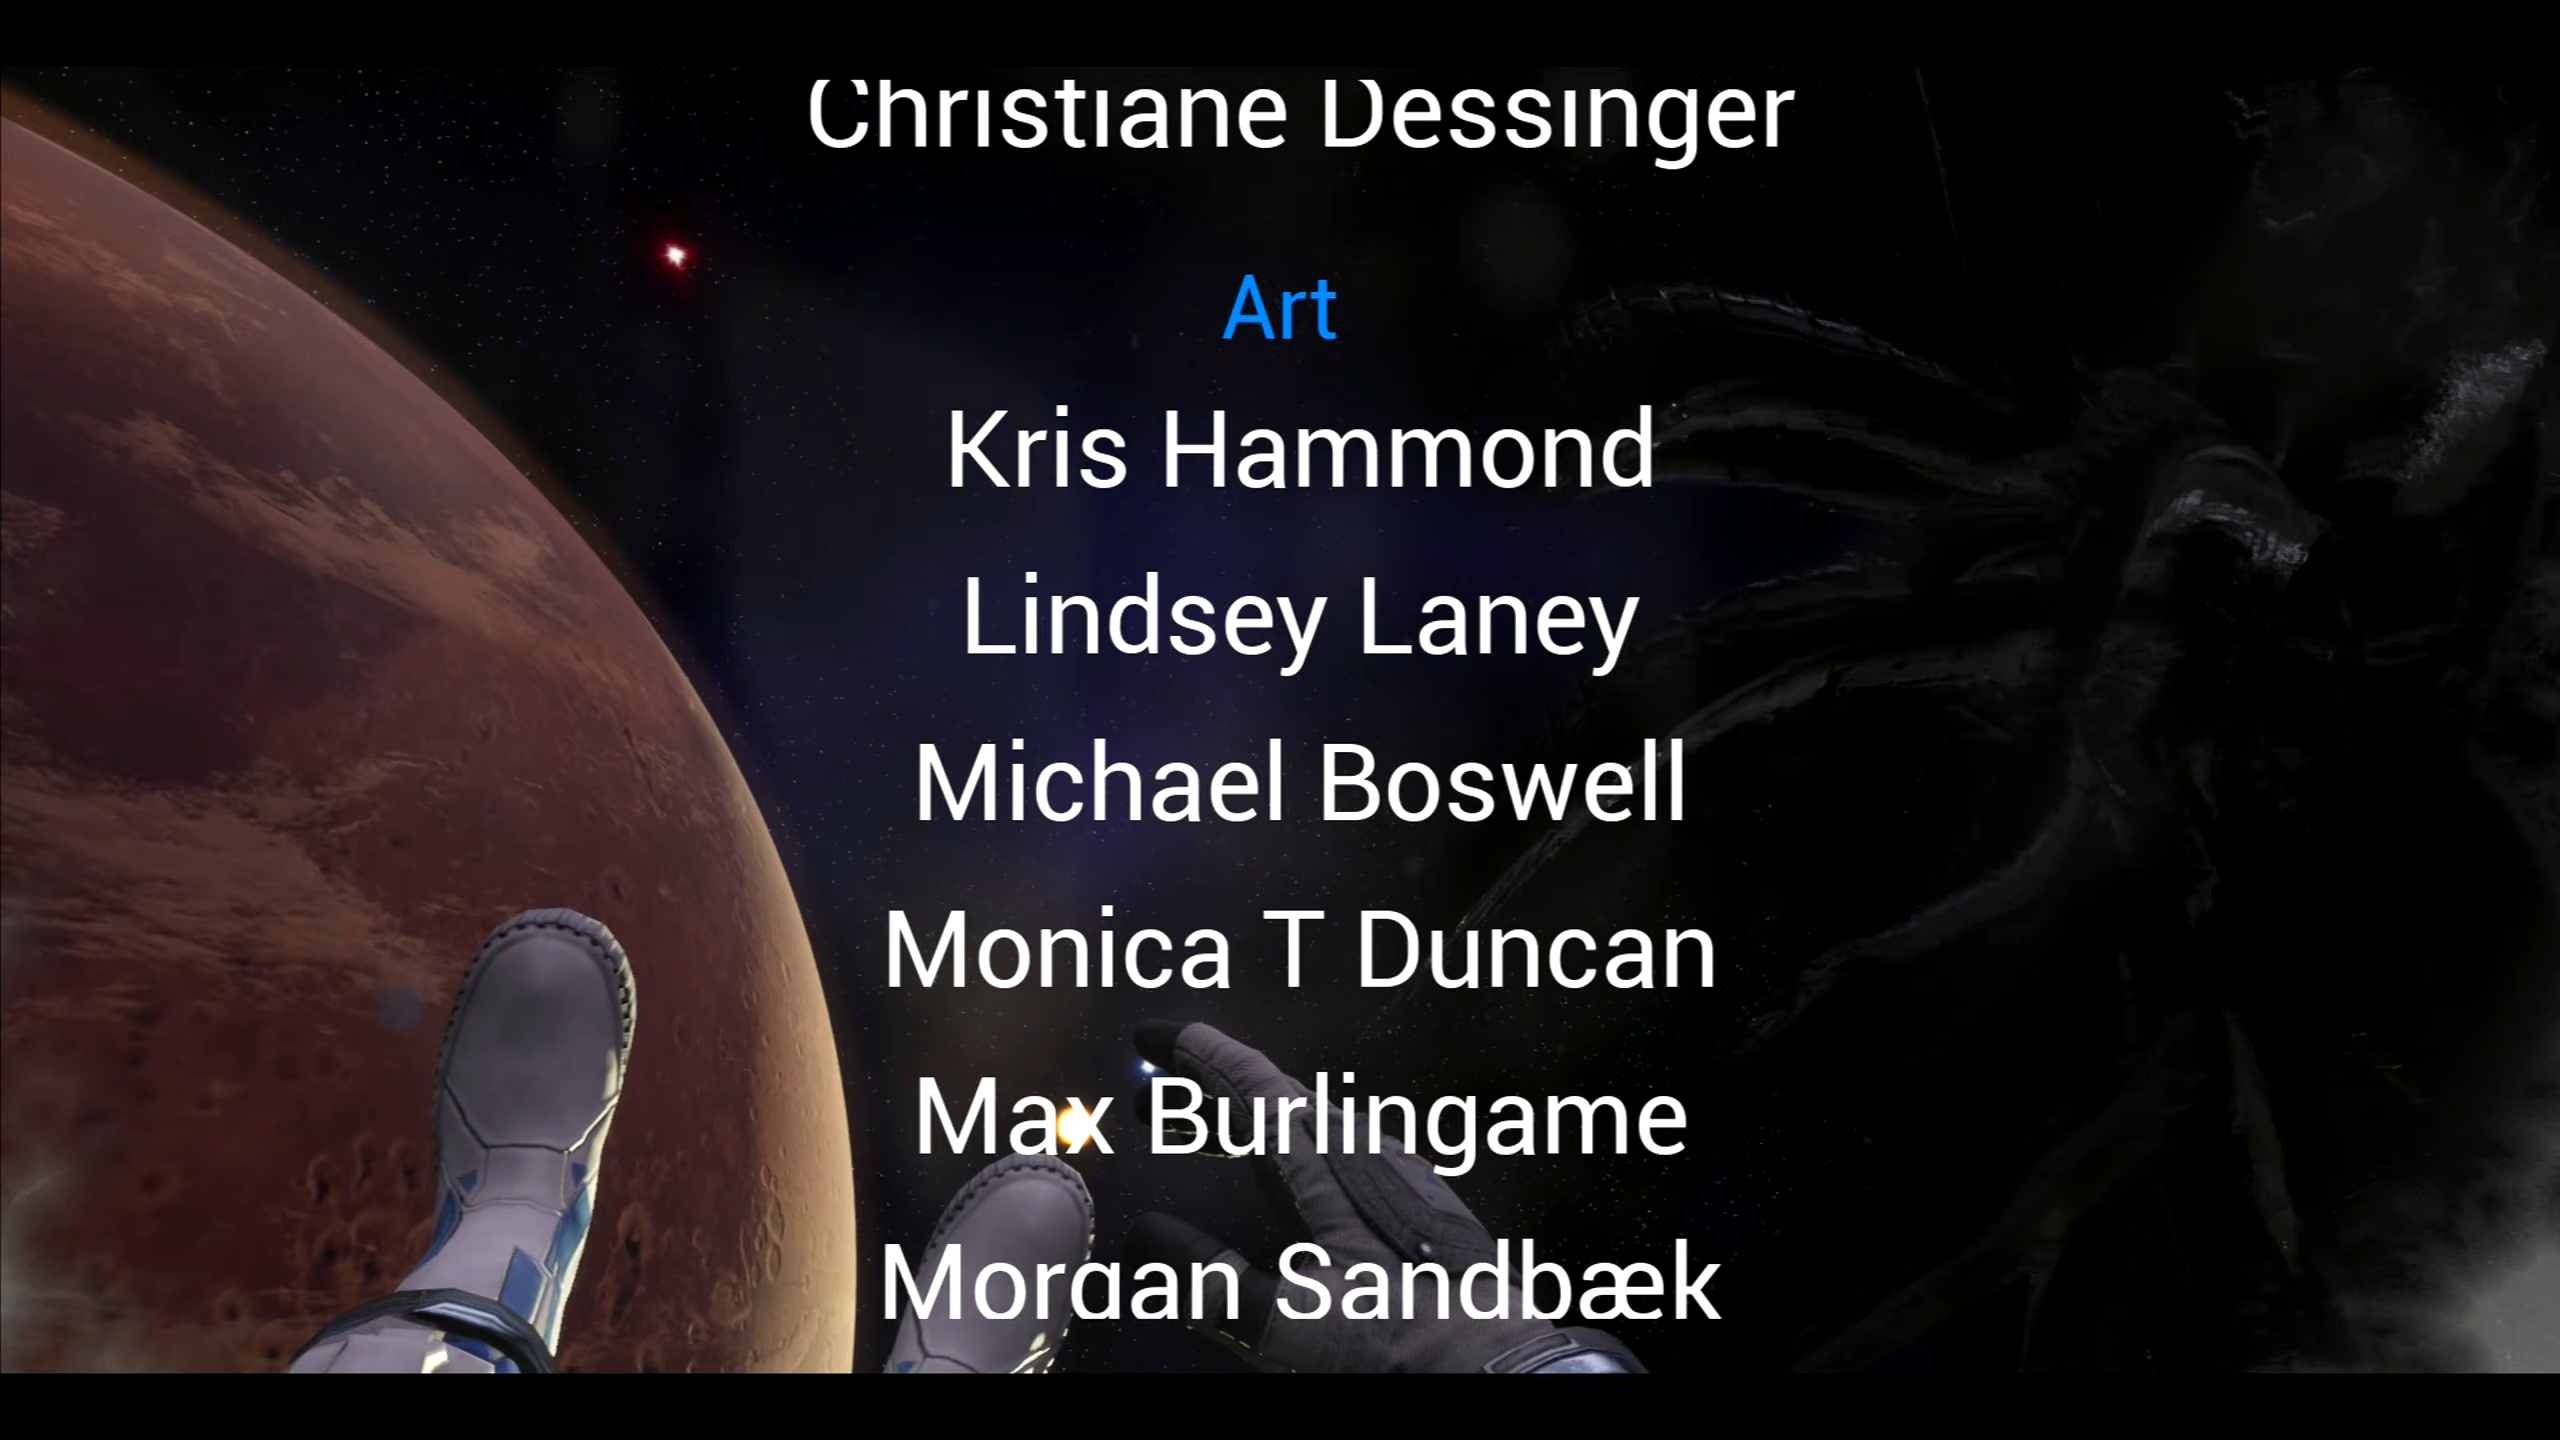 Christiane Dessinger
Art
Kris Hammond
Lindsey Laney
Michael Boswell
Monica T Duncan
Max Burlingame
Morgan Sandbæk